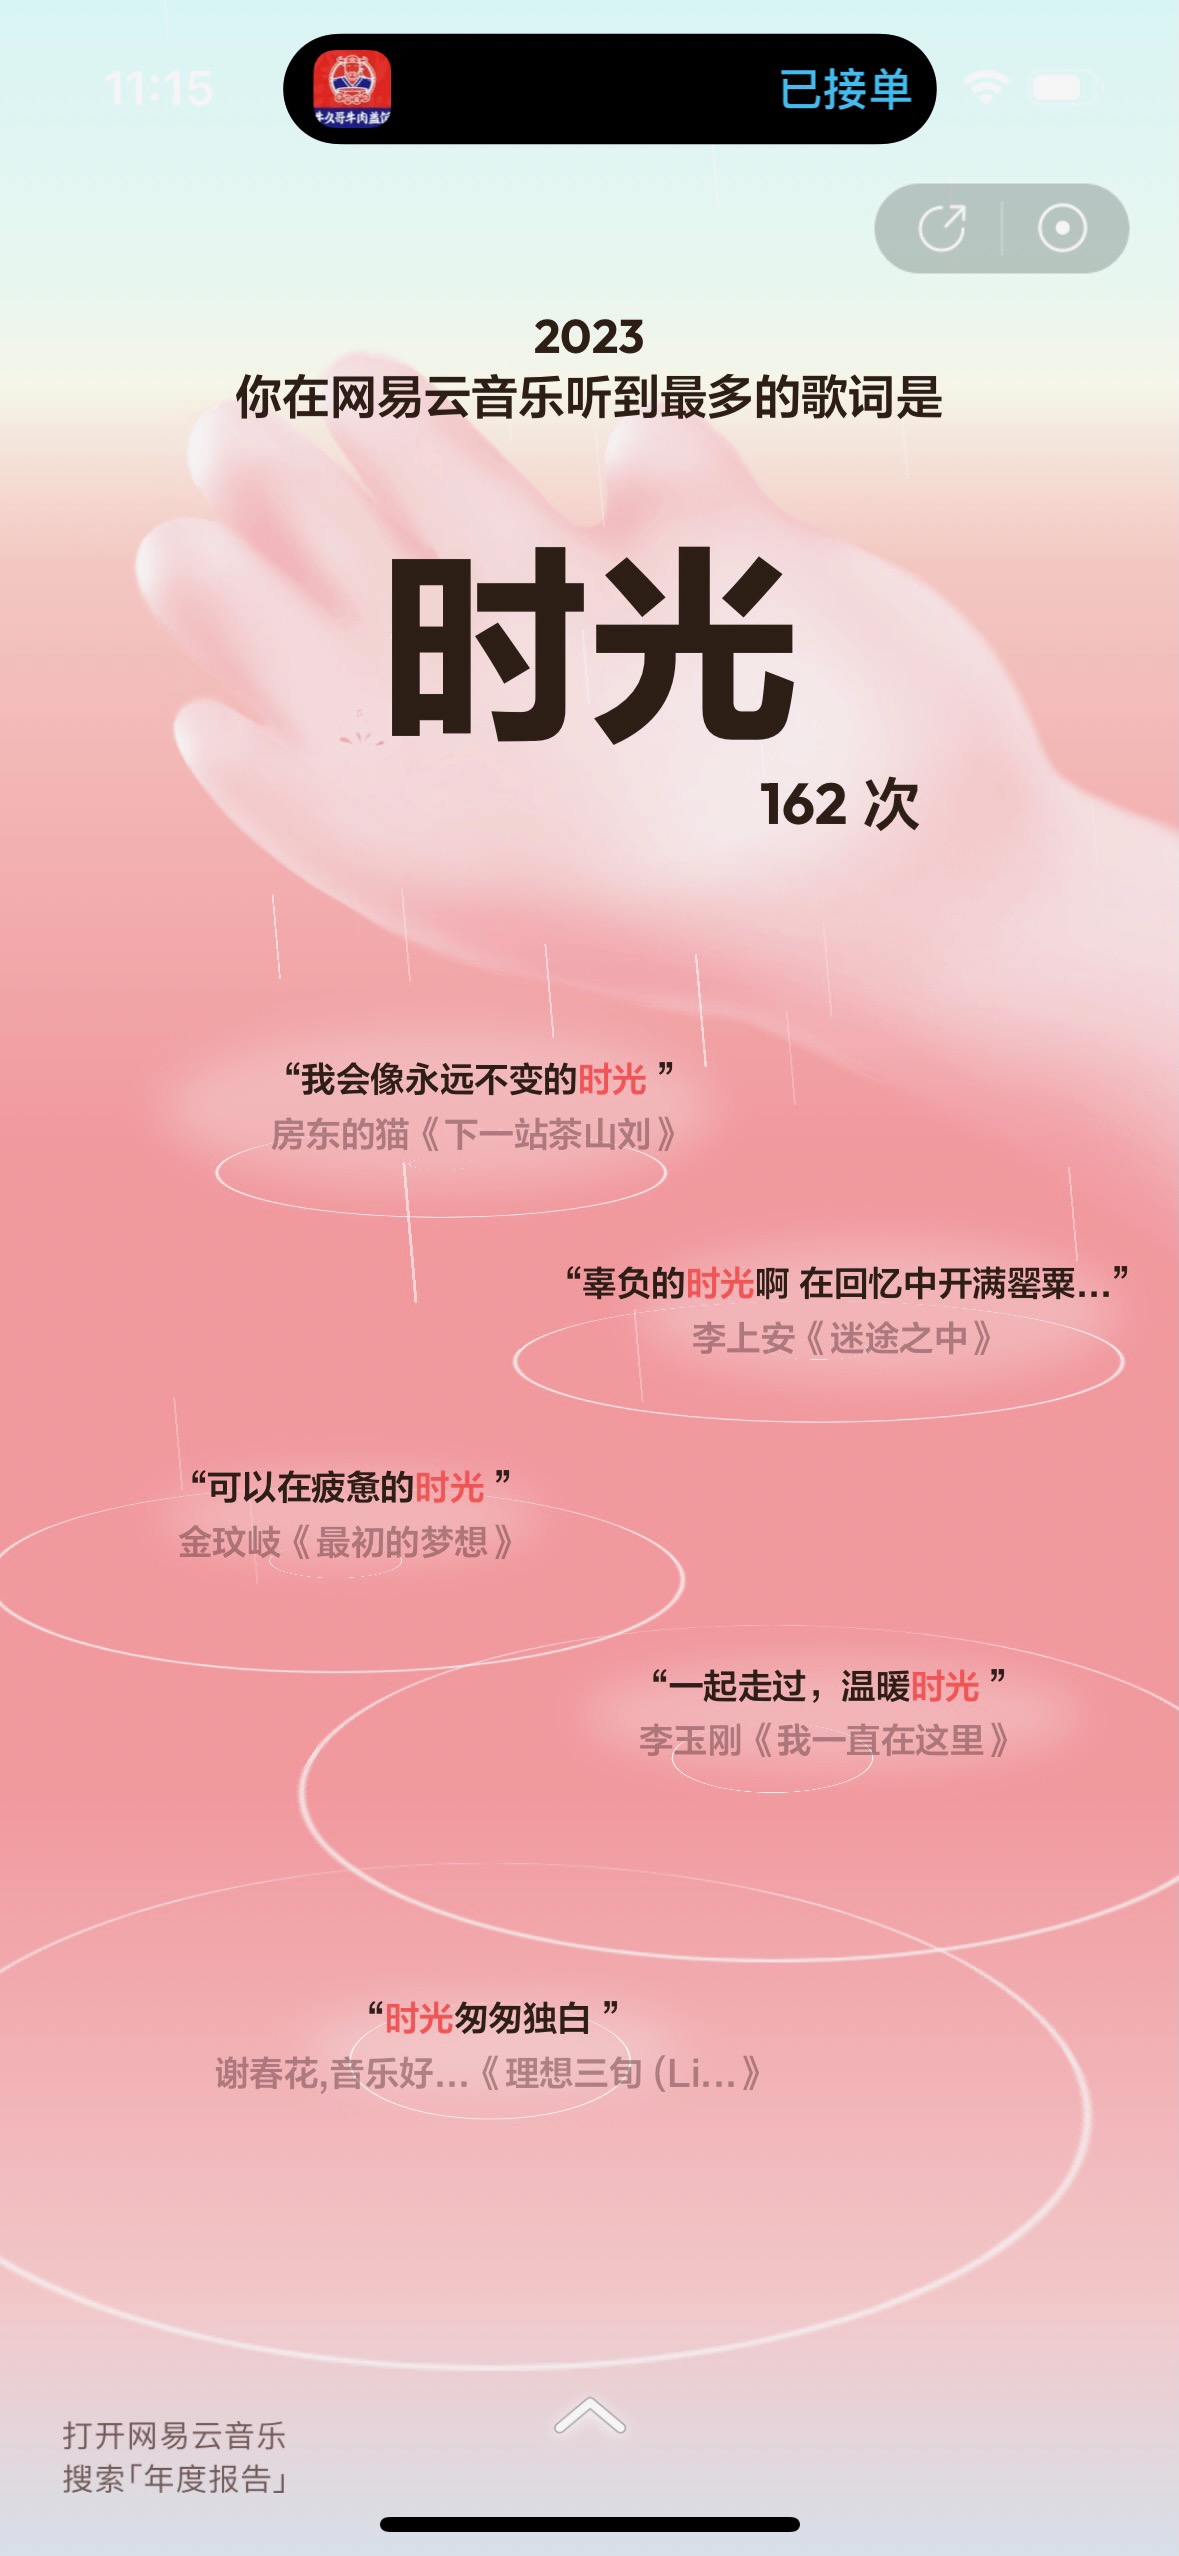 11:15
牛久哥牛肉盖饭
已接单
2023
你在网易云音乐听到最多的歌词是
时光
162 次
“我会像永远不变的时光 ”
房东的猫《下一站茶山刘》
“辜负的时光啊 在回忆中开满罂粟...”
李上安《迷途之中》
“可以在疲惫的时光 ”
金玟岐《最初的梦想》
“一起走过，温暖时光 ”
李玉刚《我一直在这里》
“时光匆匆独白 ”
谢春花,音乐好...《理想三旬 (Li...》
打开网易云音乐
搜索「年度报告」